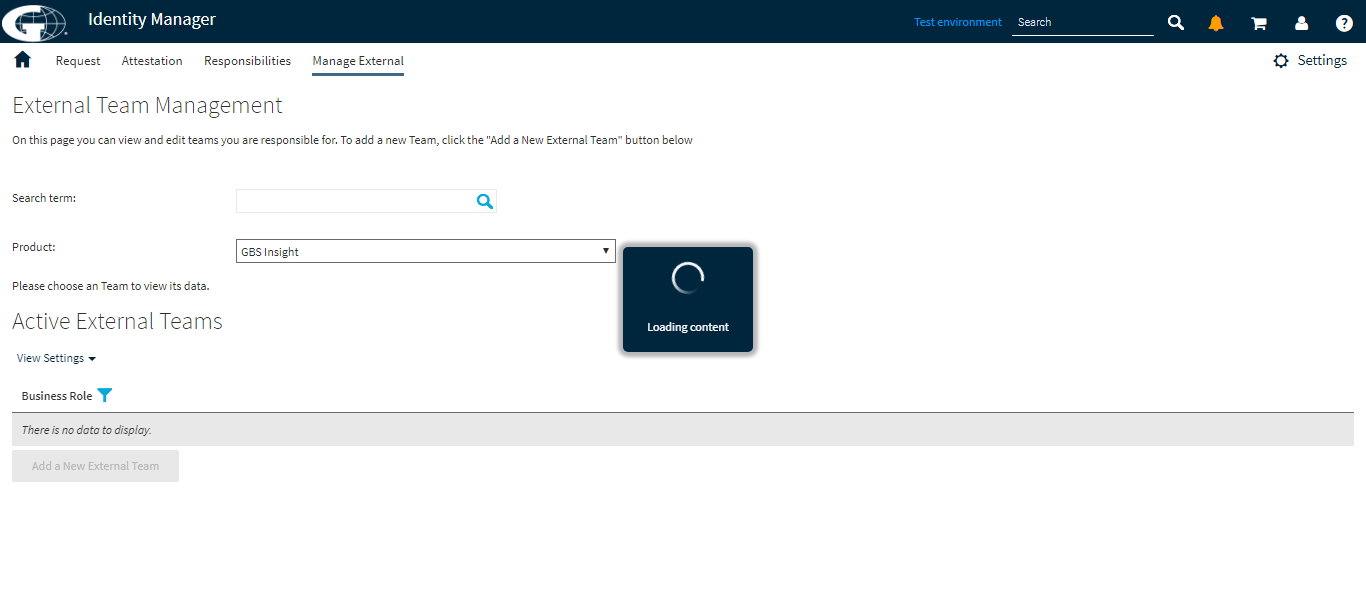 Identity Manager
Test environment
Search
Request
Attestation
Responsibilities
Manage External
Settings
External Team Management
On this page you can view and edit teams you are responsible for. To add a new Team, click the "Add a New External Team" button below
Search term:
Product:
GBS Insight
Loading content
Please choose an Team to view its data.
Active External Teams
View Settings
Business Role
There is no data to display.
Add a New External Team